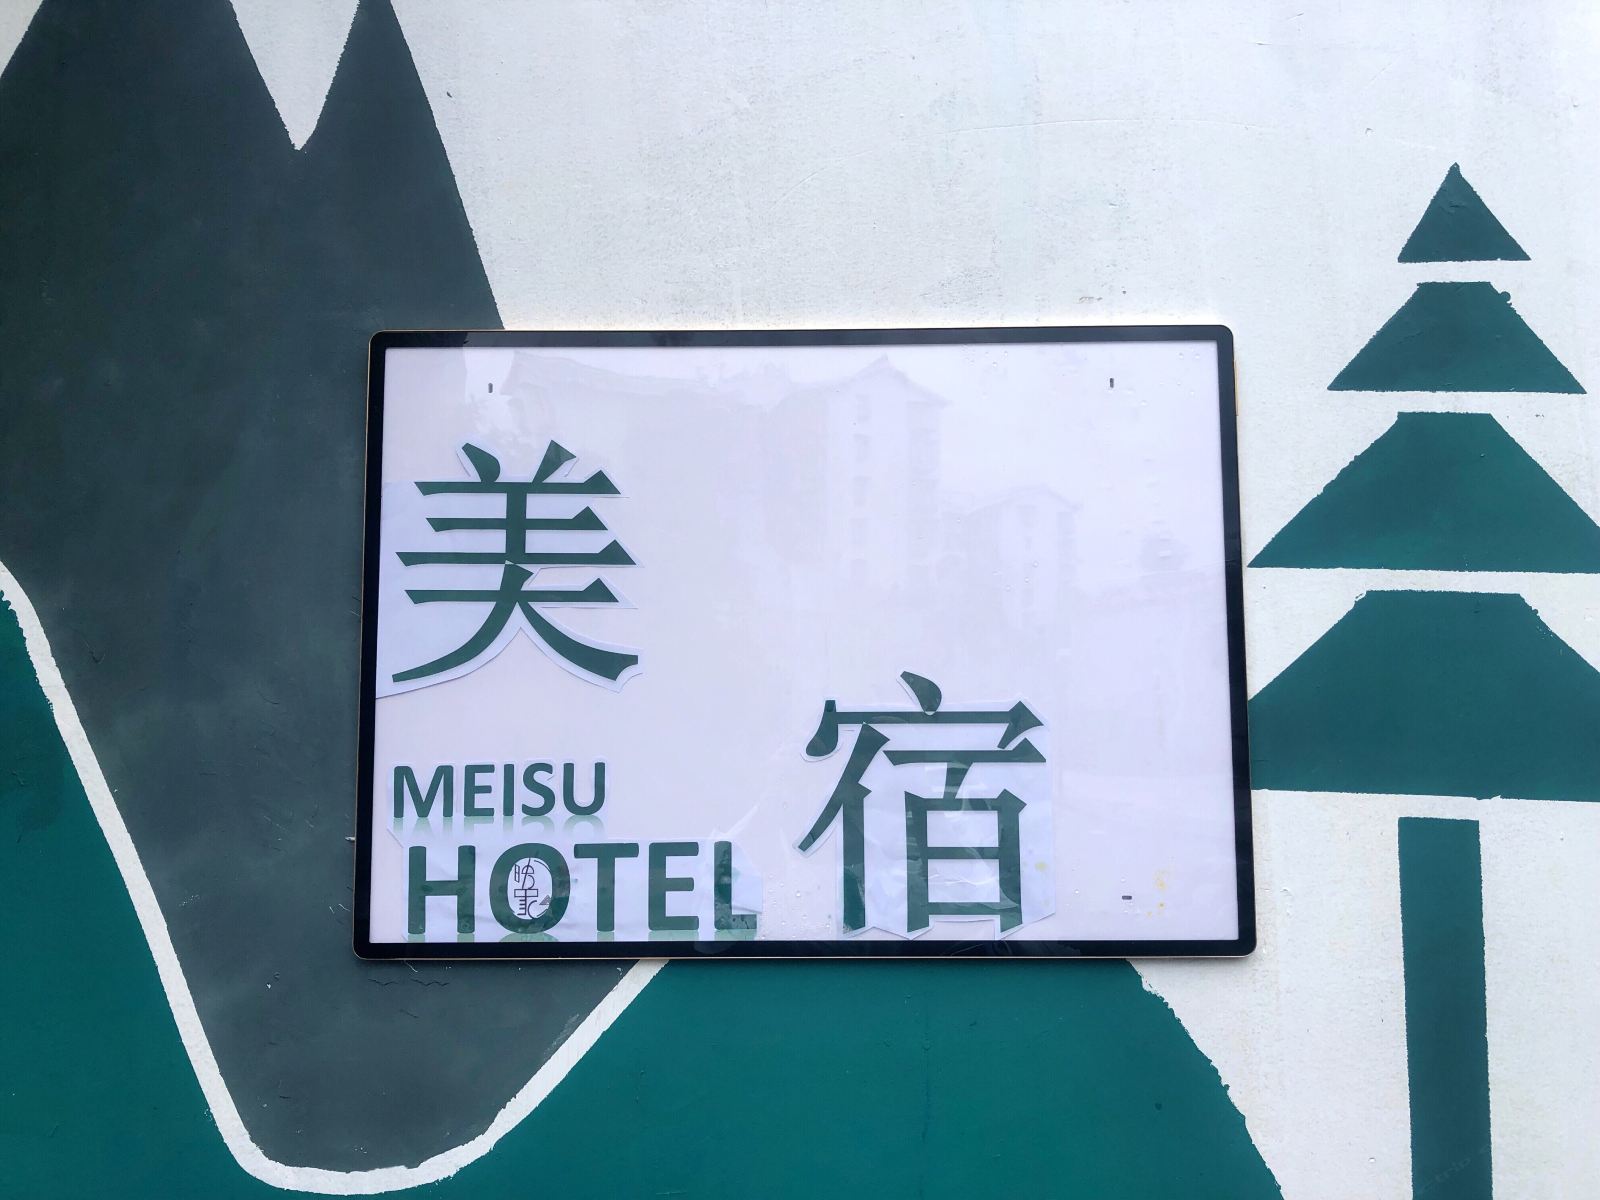 美
宿
MEISU
HOTEL